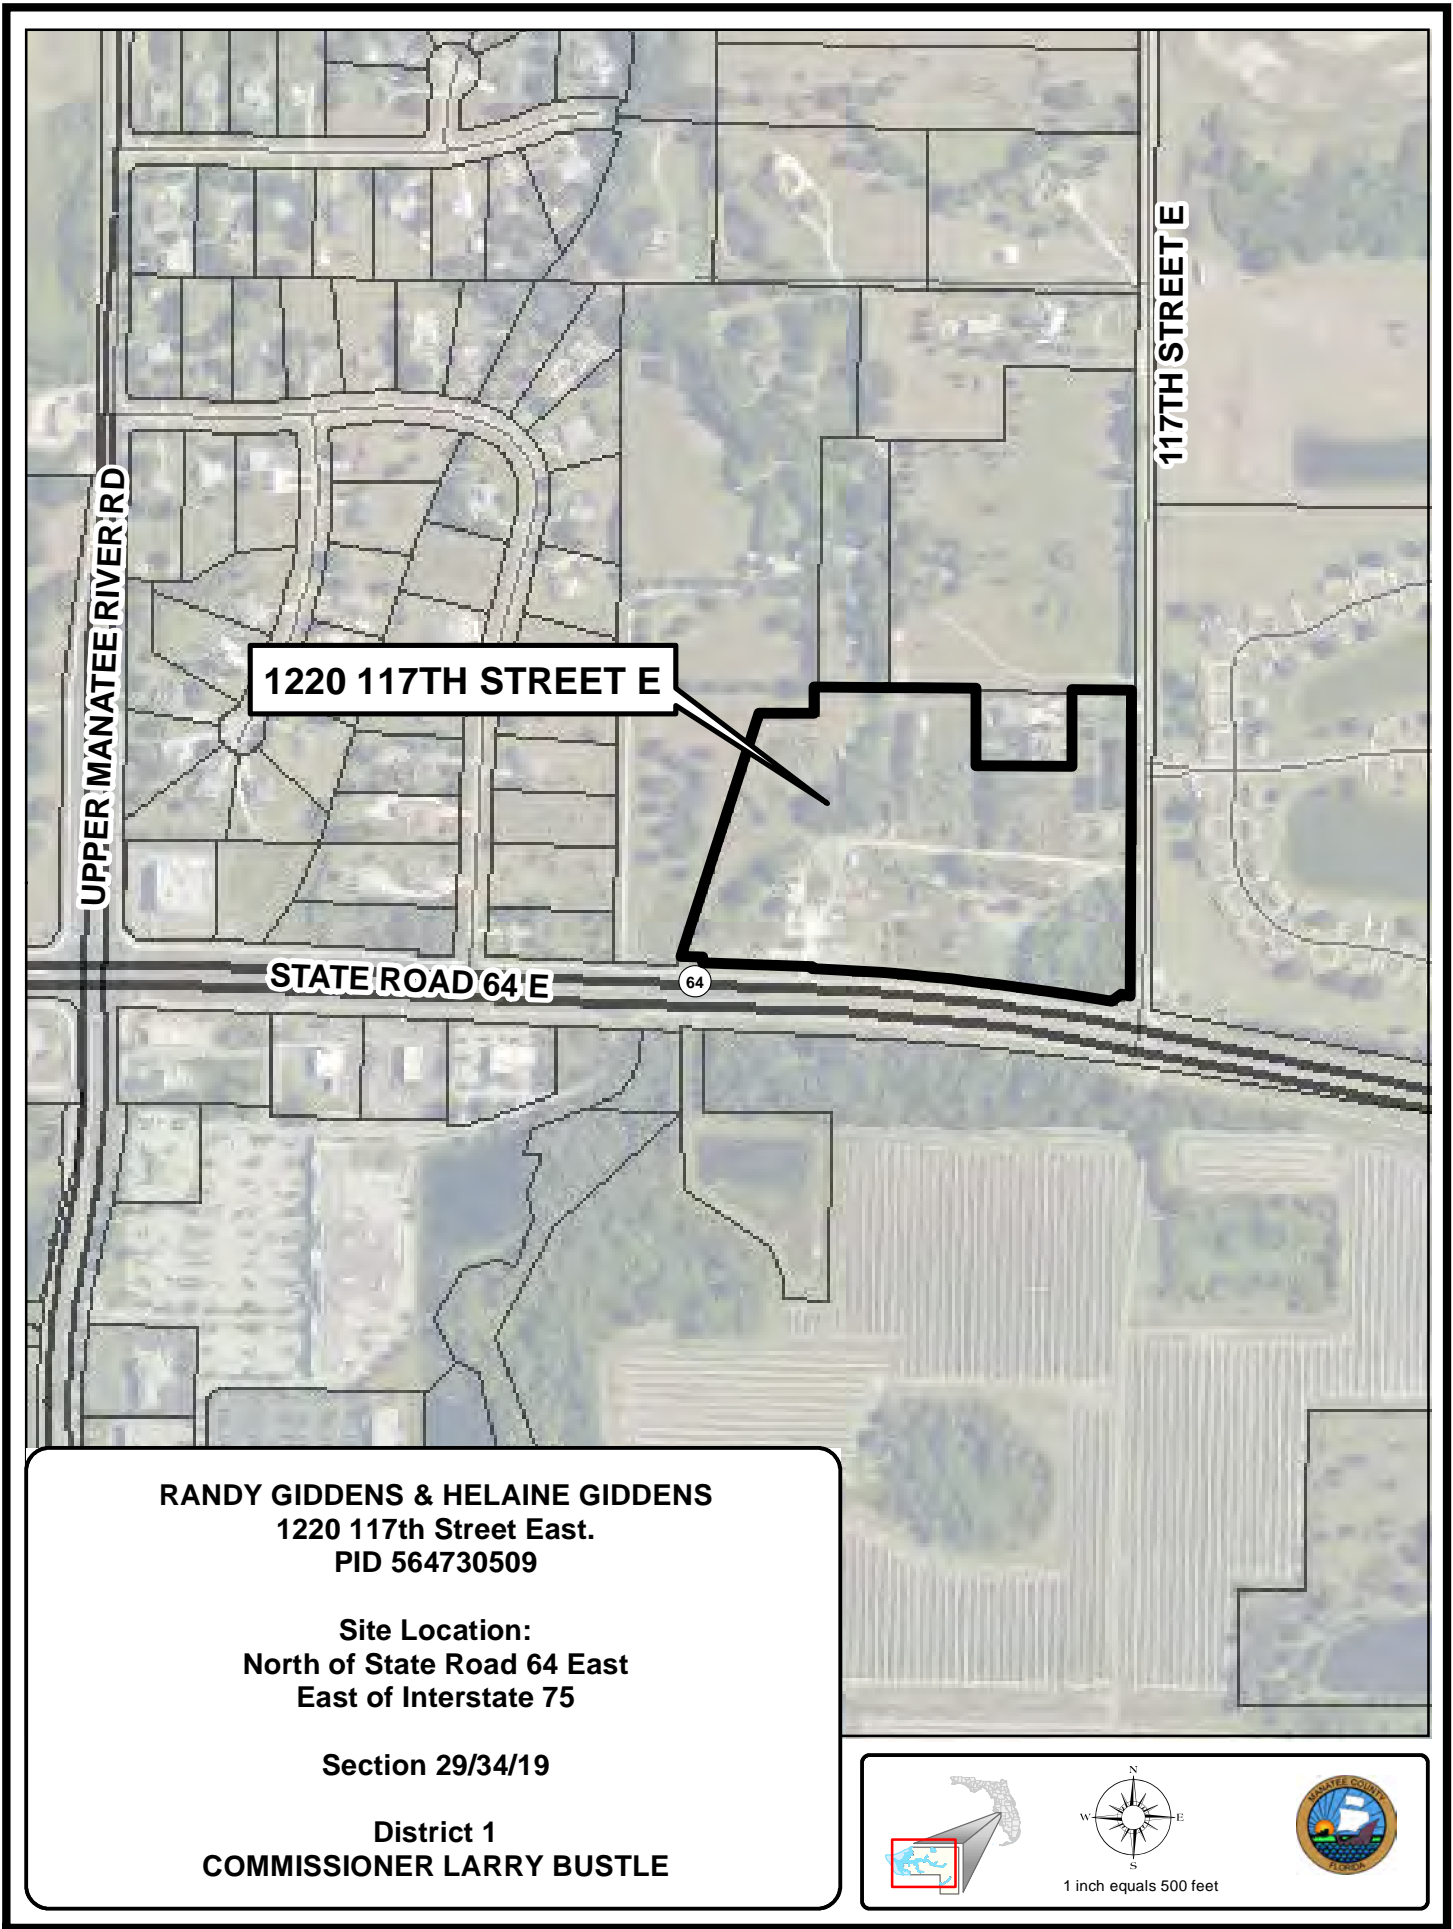 117TH STREET E
UPPER MANATEE RIVER RD
1220 117TH STREET E
STATE ROAD 64 E
64
RANDY GIDDENS & HELAINE GIDDENS
1220 117th Street East.
PID 564730509
Site Location:
North of State Road 64 East
East of Interstate 75
Section 29/34/19
District 1
COMMISSIONER LARRY BUSTLE
N
W
E
S
1 inch equals 500 feet
MANATEE COUNTY
FLORIDA